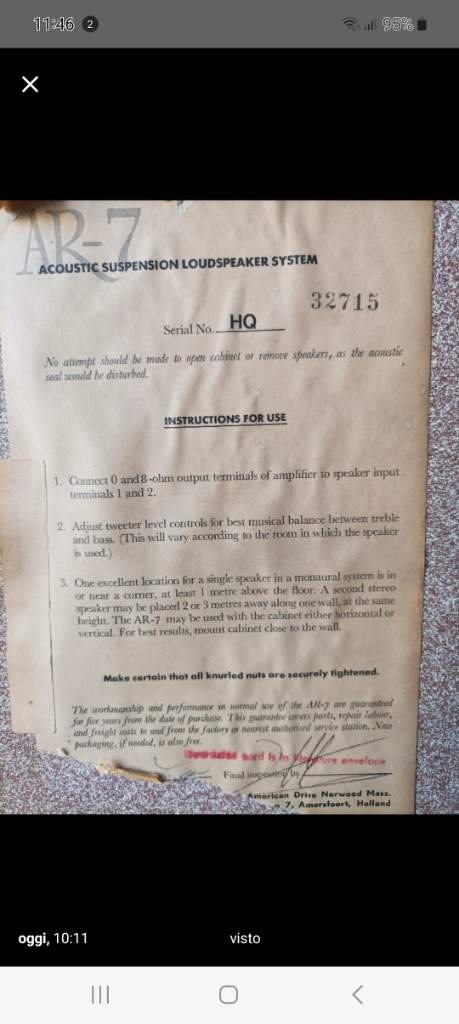 11:46 2 95%
AR-7
ACOUSTIC SUSPENSION LOUDSPEAKER SYSTEM
32715
Serial No. HQ
No attempt should be made to open cabinet or remove speakers, as the acoustic
seal would be disturbed.
INSTRUCTIONS FOR USE
1. Connect 0 and 8-ohm output terminals of amplifier to speaker input
terminals 1 and 2.
2. Adjust tweeter level controls for best musical balance between treble
and bass. (This will vary according to the room in which the speaker
is used.)
3. One excellent location for a single speaker in a monaural system is in
or near a corner, at least 1 metre above the floor. A second stereo
speaker may be placed 2 or 3 metres away along one wall, at the same
height. The AR-7 may be used with the cabinet either horizontal or
vertical. For best results, mount cabinet close to the wall.
Make certain that all knurled nuts are securely tightened.
The workmanship and performance in normal use of the AR-7 are guaranteed
for five years from the date of purchase. This guarantee covers parts, repair labour,
and freight costs to and from the factory or nearest authorised service station. New
packaging, if needed, is also free.
card is in literature envelope
Final inspection by
American Drive Norwood Mass.
7, Amersfoort, Holland
oggi, 10:11
visto